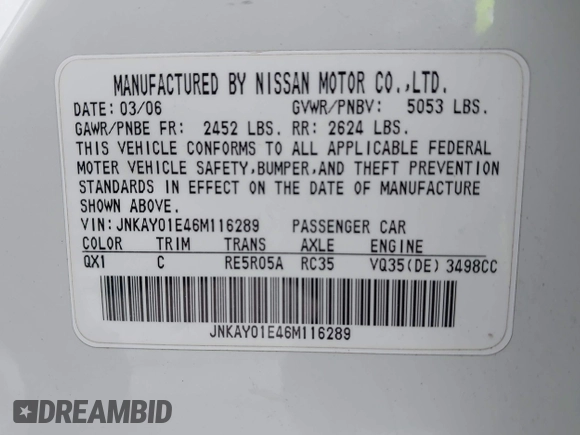 MANUFACTURED BY NISSAN MOTOR CO.,LTD.
DATE: 03/06 GVWR/PNBV: 5053 LBS.
GAWR/PNBE FR: 2452 LBS. RR: 2624 LBS.
THIS VEHICLE CONFORMS TO ALL APPLICABLE FEDERAL
MOTER VEHICLE SAFETY,BUMPER,AND THEFT PREVENTION
STANDARDS IN EFFECT ON THE DATE OF MANUFACTURE
SHOWN ABOVE.
VIN: JNKAY01E46M116289 PASSENGER CAR
COLOR TRIM TRANS AXLE ENGINE
QX1 C RE5R05A RC35 VQ35(DE) 3498CC
JNKAY01E46M116289
DREAMBID